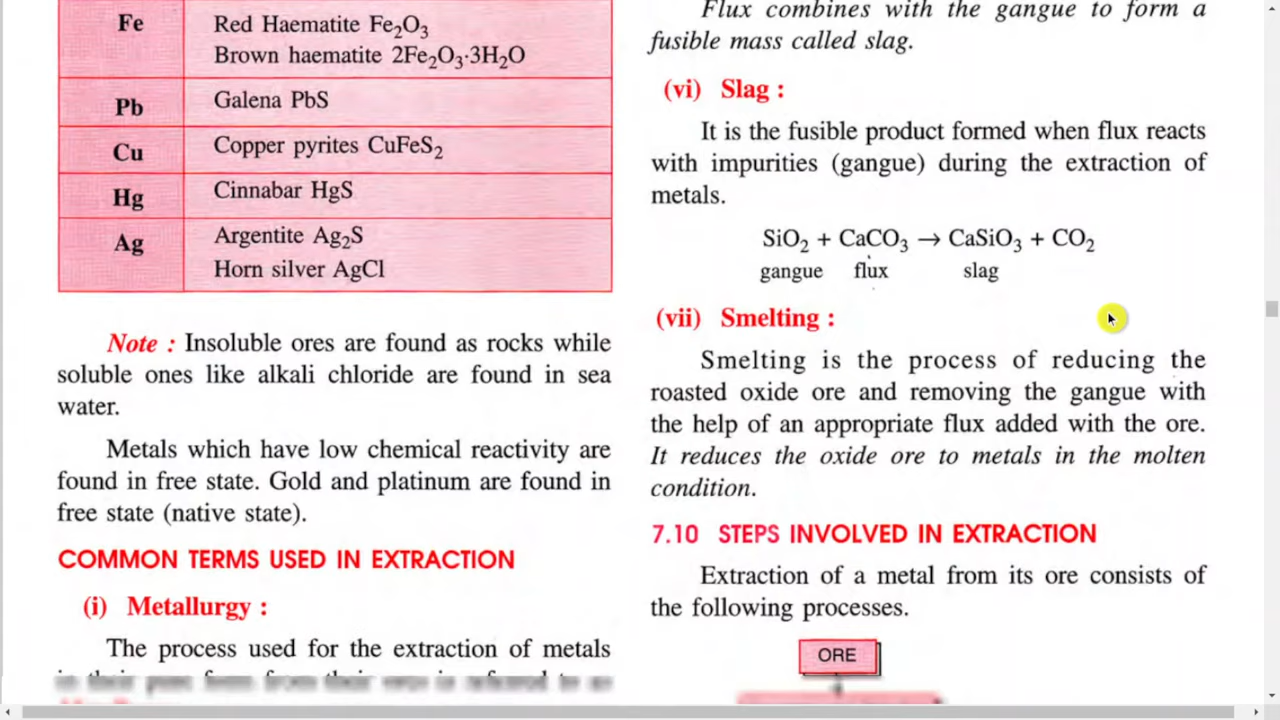 Fe
Red Haematite Fe₂O₃
Brown haematite 2Fe₂O₃·3H₂O
Pb
Galena PbS
Cu
Copper pyrites CuFeS₂
Hg
Cinnabar HgS
Ag
Argentite Ag₂S
Horn silver AgCl
Note : Insoluble ores are found as rocks while
soluble ones like alkali chloride are found in sea
water.
Metals which have low chemical reactivity are
found in free state. Gold and platinum are found in
free state (native state).
COMMON TERMS USED IN EXTRACTION
(i) Metallurgy :
The process used for the extraction of metals
Flux combines with the gangue to form a
fusible mass called slag.
(vi) Slag :
It is the fusible product formed when flux reacts
with impurities (gangue) during the extraction of
metals.
SiO₂ + CaCO₃ → CaSiO₃ + CO₂
gangue flux slag
(vii) Smelting :
Smelting is the process of reducing the
roasted oxide ore and removing the gangue with
the help of an appropriate flux added with the ore.
It reduces the oxide ore to metals in the molten
condition.
7.10 STEPS INVOLVED IN EXTRACTION
Extraction of a metal from its ore consists of
the following processes.
ORE